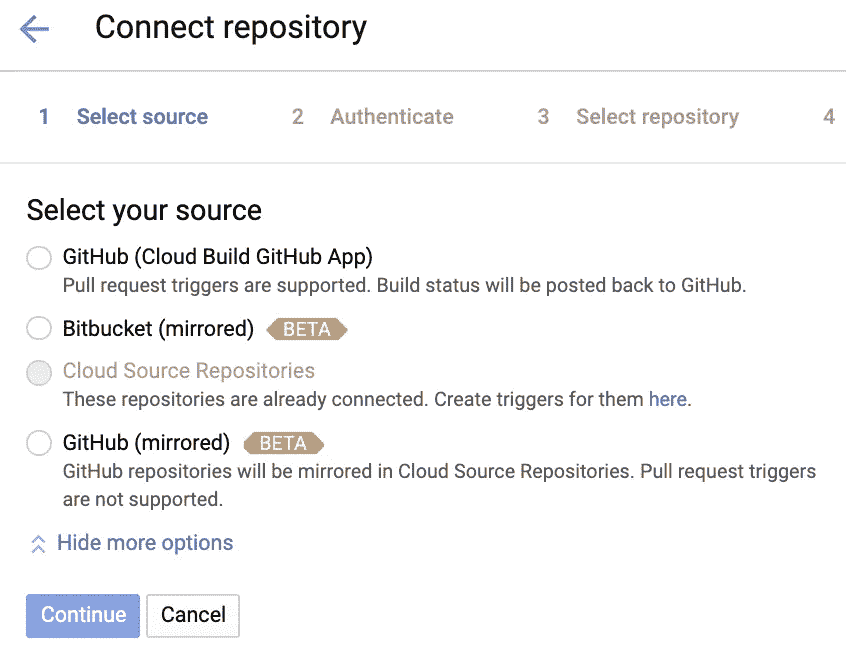 Connect repository
1 Select source 2 Authenticate 3 Select repository 4
Select your source
GitHub (Cloud Build GitHub App)
Pull request triggers are supported. Build status will be posted back to GitHub.
Bitbucket (mirrored) BETA
Cloud Source Repositories
These repositories are already connected. Create triggers for them here.
GitHub (mirrored) BETA
GitHub repositories will be mirrored in Cloud Source Repositories. Pull request triggers
are not supported.
Hide more options
Continue Cancel